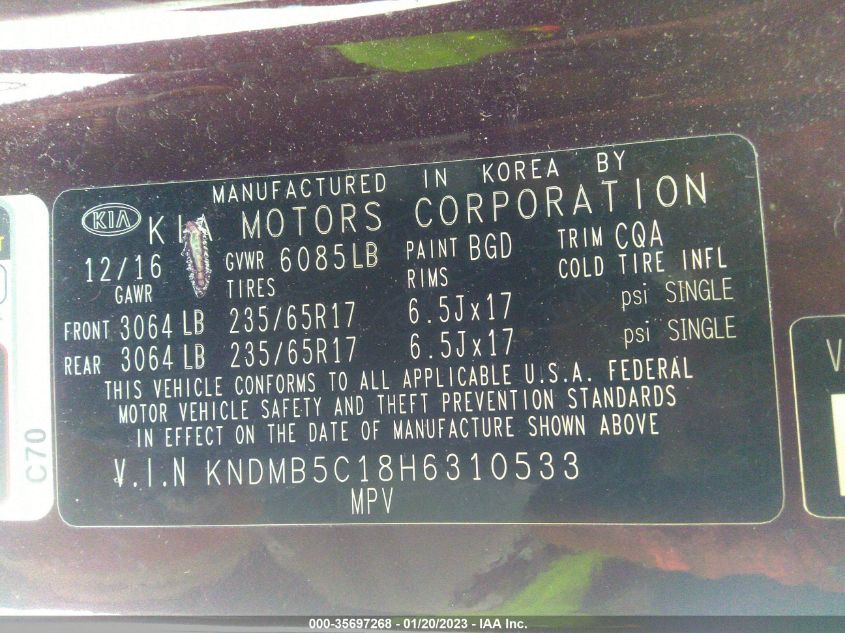 MANUFACTURED IN KOREA BY
KIA KIA MOTORS CORPORATION
12/16 GVWR 6085LB PAINT BGD TRIM CQA
GAWR TIRES RIMS COLD TIRE INFL
FRONT 3064 LB 235/65R17 6.5Jx17 psi SINGLE
REAR 3064 LB 235/65R17 6.5Jx17 psi SINGLE
THIS VEHICLE CONFORMS TO ALL APPLICABLE U.S.A. FEDERAL
MOTOR VEHICLE SAFETY AND THEFT PREVENTION STANDARDS
IN EFFECT ON THE DATE OF MANUFACTURE SHOWN ABOVE
V.I.N KNDMB5C18H6310533
MPV
C70
V
000-35697268 - 01/20/2023 - IAA Inc.